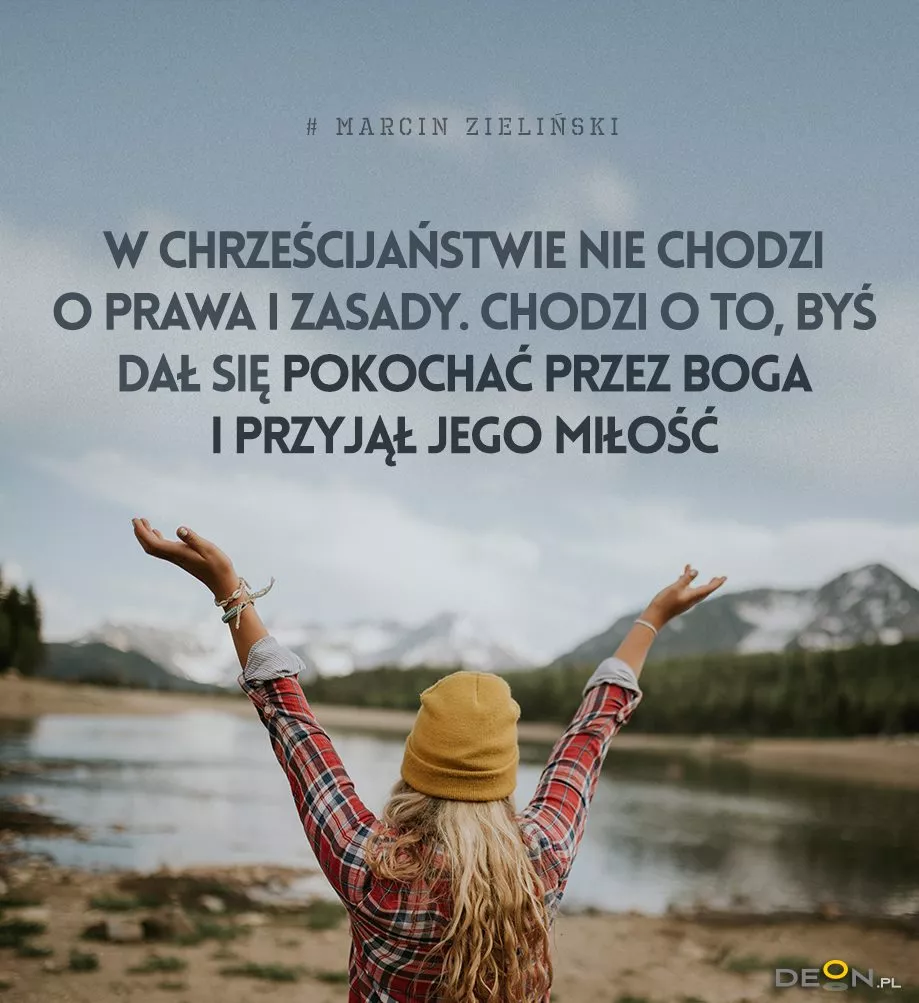 # MARCIN ZIELIŃSKI
W CHRZEŚCIJAŃSTWIE NIE CHODZI
O PRAWA I ZASADY. CHODZI O TO, BYŚ
DAŁ SIĘ POKOCHAĆ PRZEZ BOGA
I PRZYJĄŁ JEGO MIŁOŚĆ
DEON.PL